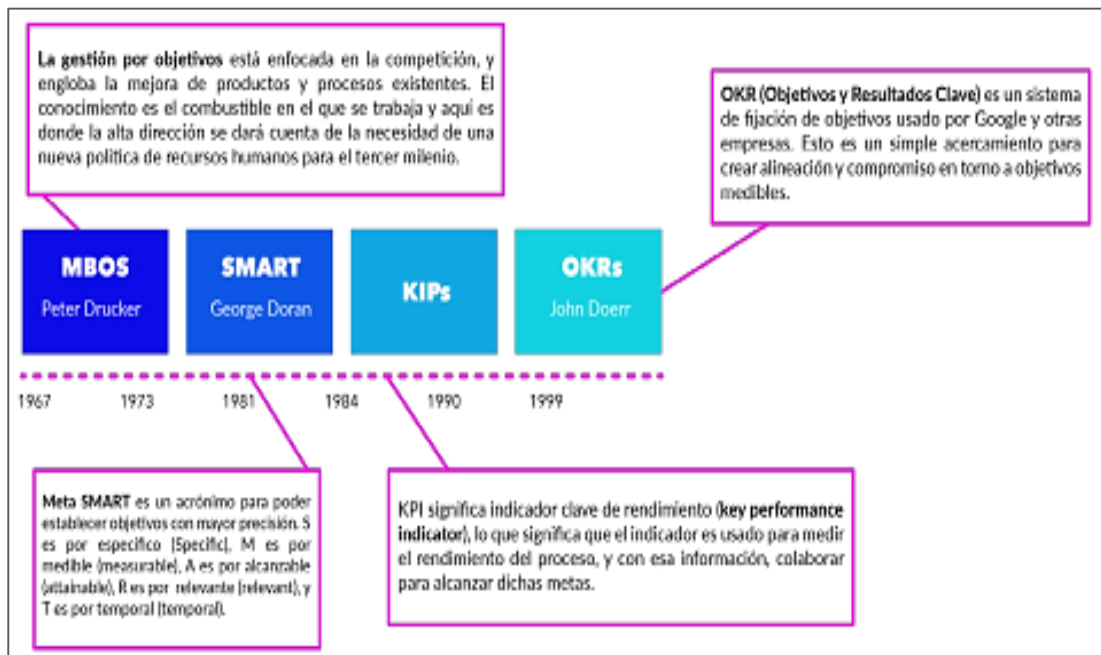 La gestión por objetivos está enfocada en la competición, y
engloba la mejora de productos y procesos existentes. El
conocimiento es el combustible en el que se trabaja y aquí es
donde la alta dirección se dará cuenta de la necesidad de una
nueva política de recursos humanos para el tercer milenio.
OKR (Objetivos y Resultados Clave) es un sistema
de fijación de objetivos usado por Google y otras
empresas. Esto es un simple acercamiento para
crear alineación y compromiso en torno a objetivos
medibles.
MBOS
Peter Drucker
SMART
George Doran
KIPs
OKRs
John Doerr
1967 1973 1981 1984 1990 1999
Meta SMART es un acrónimo para poder
establecer objetivos con mayor precisión. S
es por específico (Specific), M es por
medible (measurable), A es por alcanzable
(attainable), R es por relevante (relevant), y
T es por temporal (temporal).
KPI significa indicador clave de rendimiento (key performance
indicator), lo que significa que el indicador es usado para medir
el rendimiento del proceso, y con esa información, colaborar
para alcanzar dichas metas.